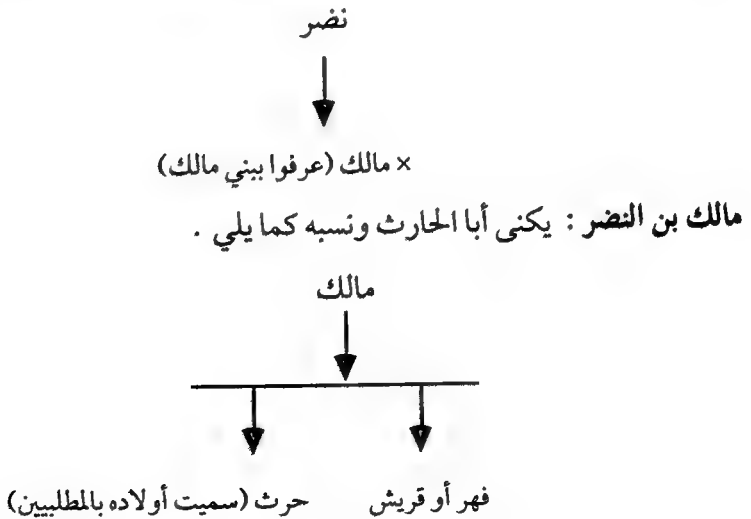 نضر
× مالك (عرفوا ببني مالك)
مالك بن النضر : يكنى أبا الحارث ونسبه كما يلي .
مالك
فهر أو قريش حرث (سميت أولاده بالمطلبيين)